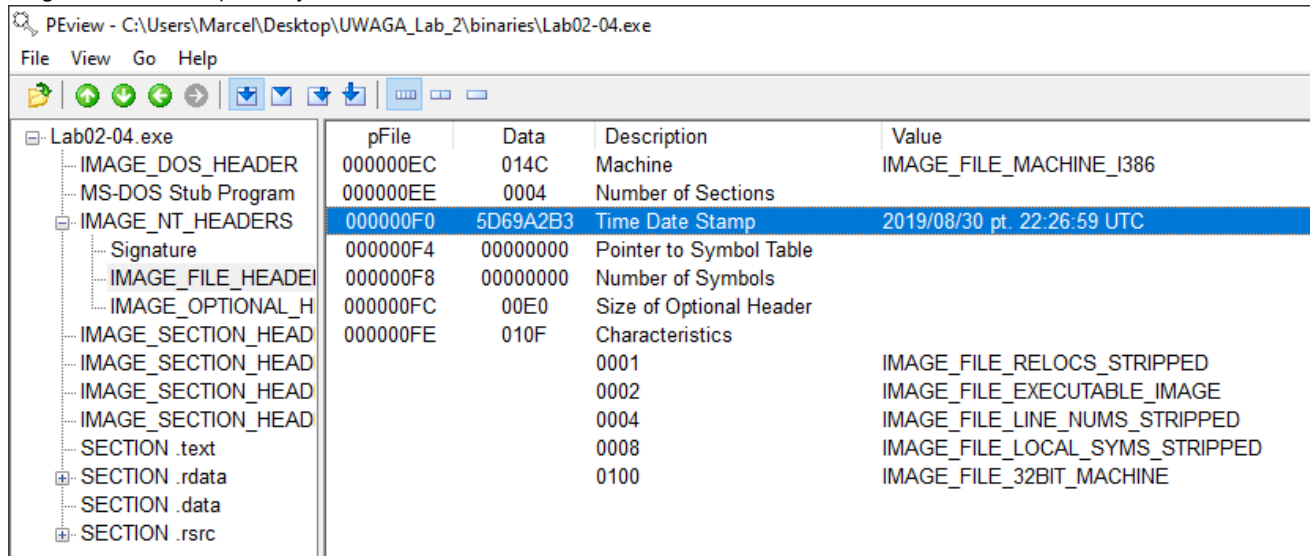 PEview - C:\Users\Marcel\Desktop\UWAGA_Lab_2\binaries\Lab02-04.exe
File View Go Help
Lab02-04.exe
IMAGE_DOS_HEADER
MS-DOS Stub Program
IMAGE_NT_HEADERS
Signature
IMAGE_FILE_HEADE
IMAGE_OPTIONAL_H
IMAGE_SECTION_HEAD
IMAGE_SECTION_HEAD
IMAGE_SECTION_HEAD
IMAGE_SECTION_HEAD
SECTION .text
SECTION .rdata
SECTION .data
SECTION .rsrc
pFile Data Description Value
000000EC 014C Machine IMAGE_FILE_MACHINE_I386
000000EE 0004 Number of Sections
000000F0 5D69A2B3 Time Date Stamp 2019/08/30 pt. 22:26:59 UTC
000000F4 00000000 Pointer to Symbol Table
000000F8 00000000 Number of Symbols
000000FC 00E0 Size of Optional Header
000000FE 010F Characteristics
0001 IMAGE_FILE_RELOCS_STRIPPED
0002 IMAGE_FILE_EXECUTABLE_IMAGE
0004 IMAGE_FILE_LINE_NUMS_STRIPPED
0008 IMAGE_FILE_LOCAL_SYMS_STRIPPED
0100 IMAGE_FILE_32BIT_MACHINE